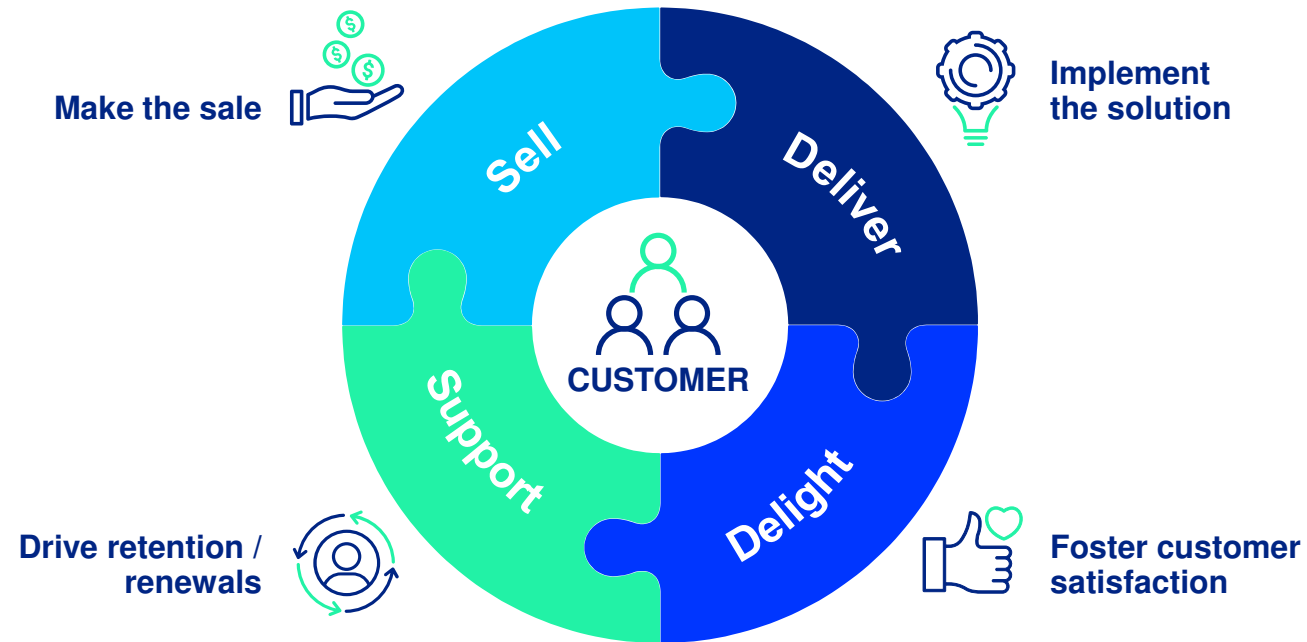 Make the sale
Sell
Deliver
Implement
the solution
CUSTOMER
Support
Delight
Drive retention /
renewals
Foster customer
satisfaction